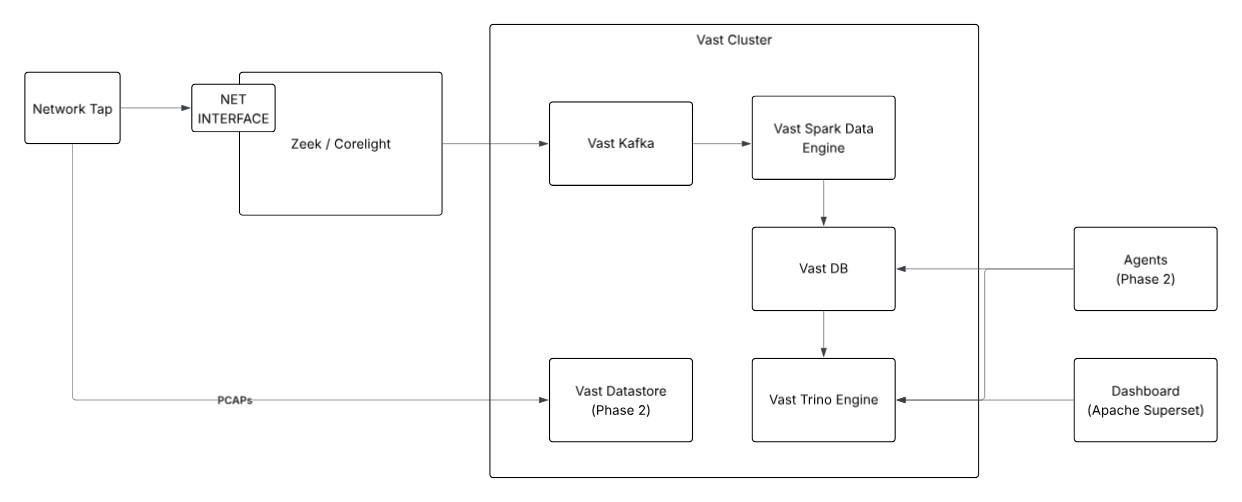 Vast Cluster
Network Tap
NET
INTERFACE
Zeek / Corelight
Vast Kafka
Vast Spark Data
Engine
Vast DB
Agents
(Phase 2)
PCAPs
Vast Datastore
(Phase 2)
Vast Trino Engine
Dashboard
(Apache Superset)